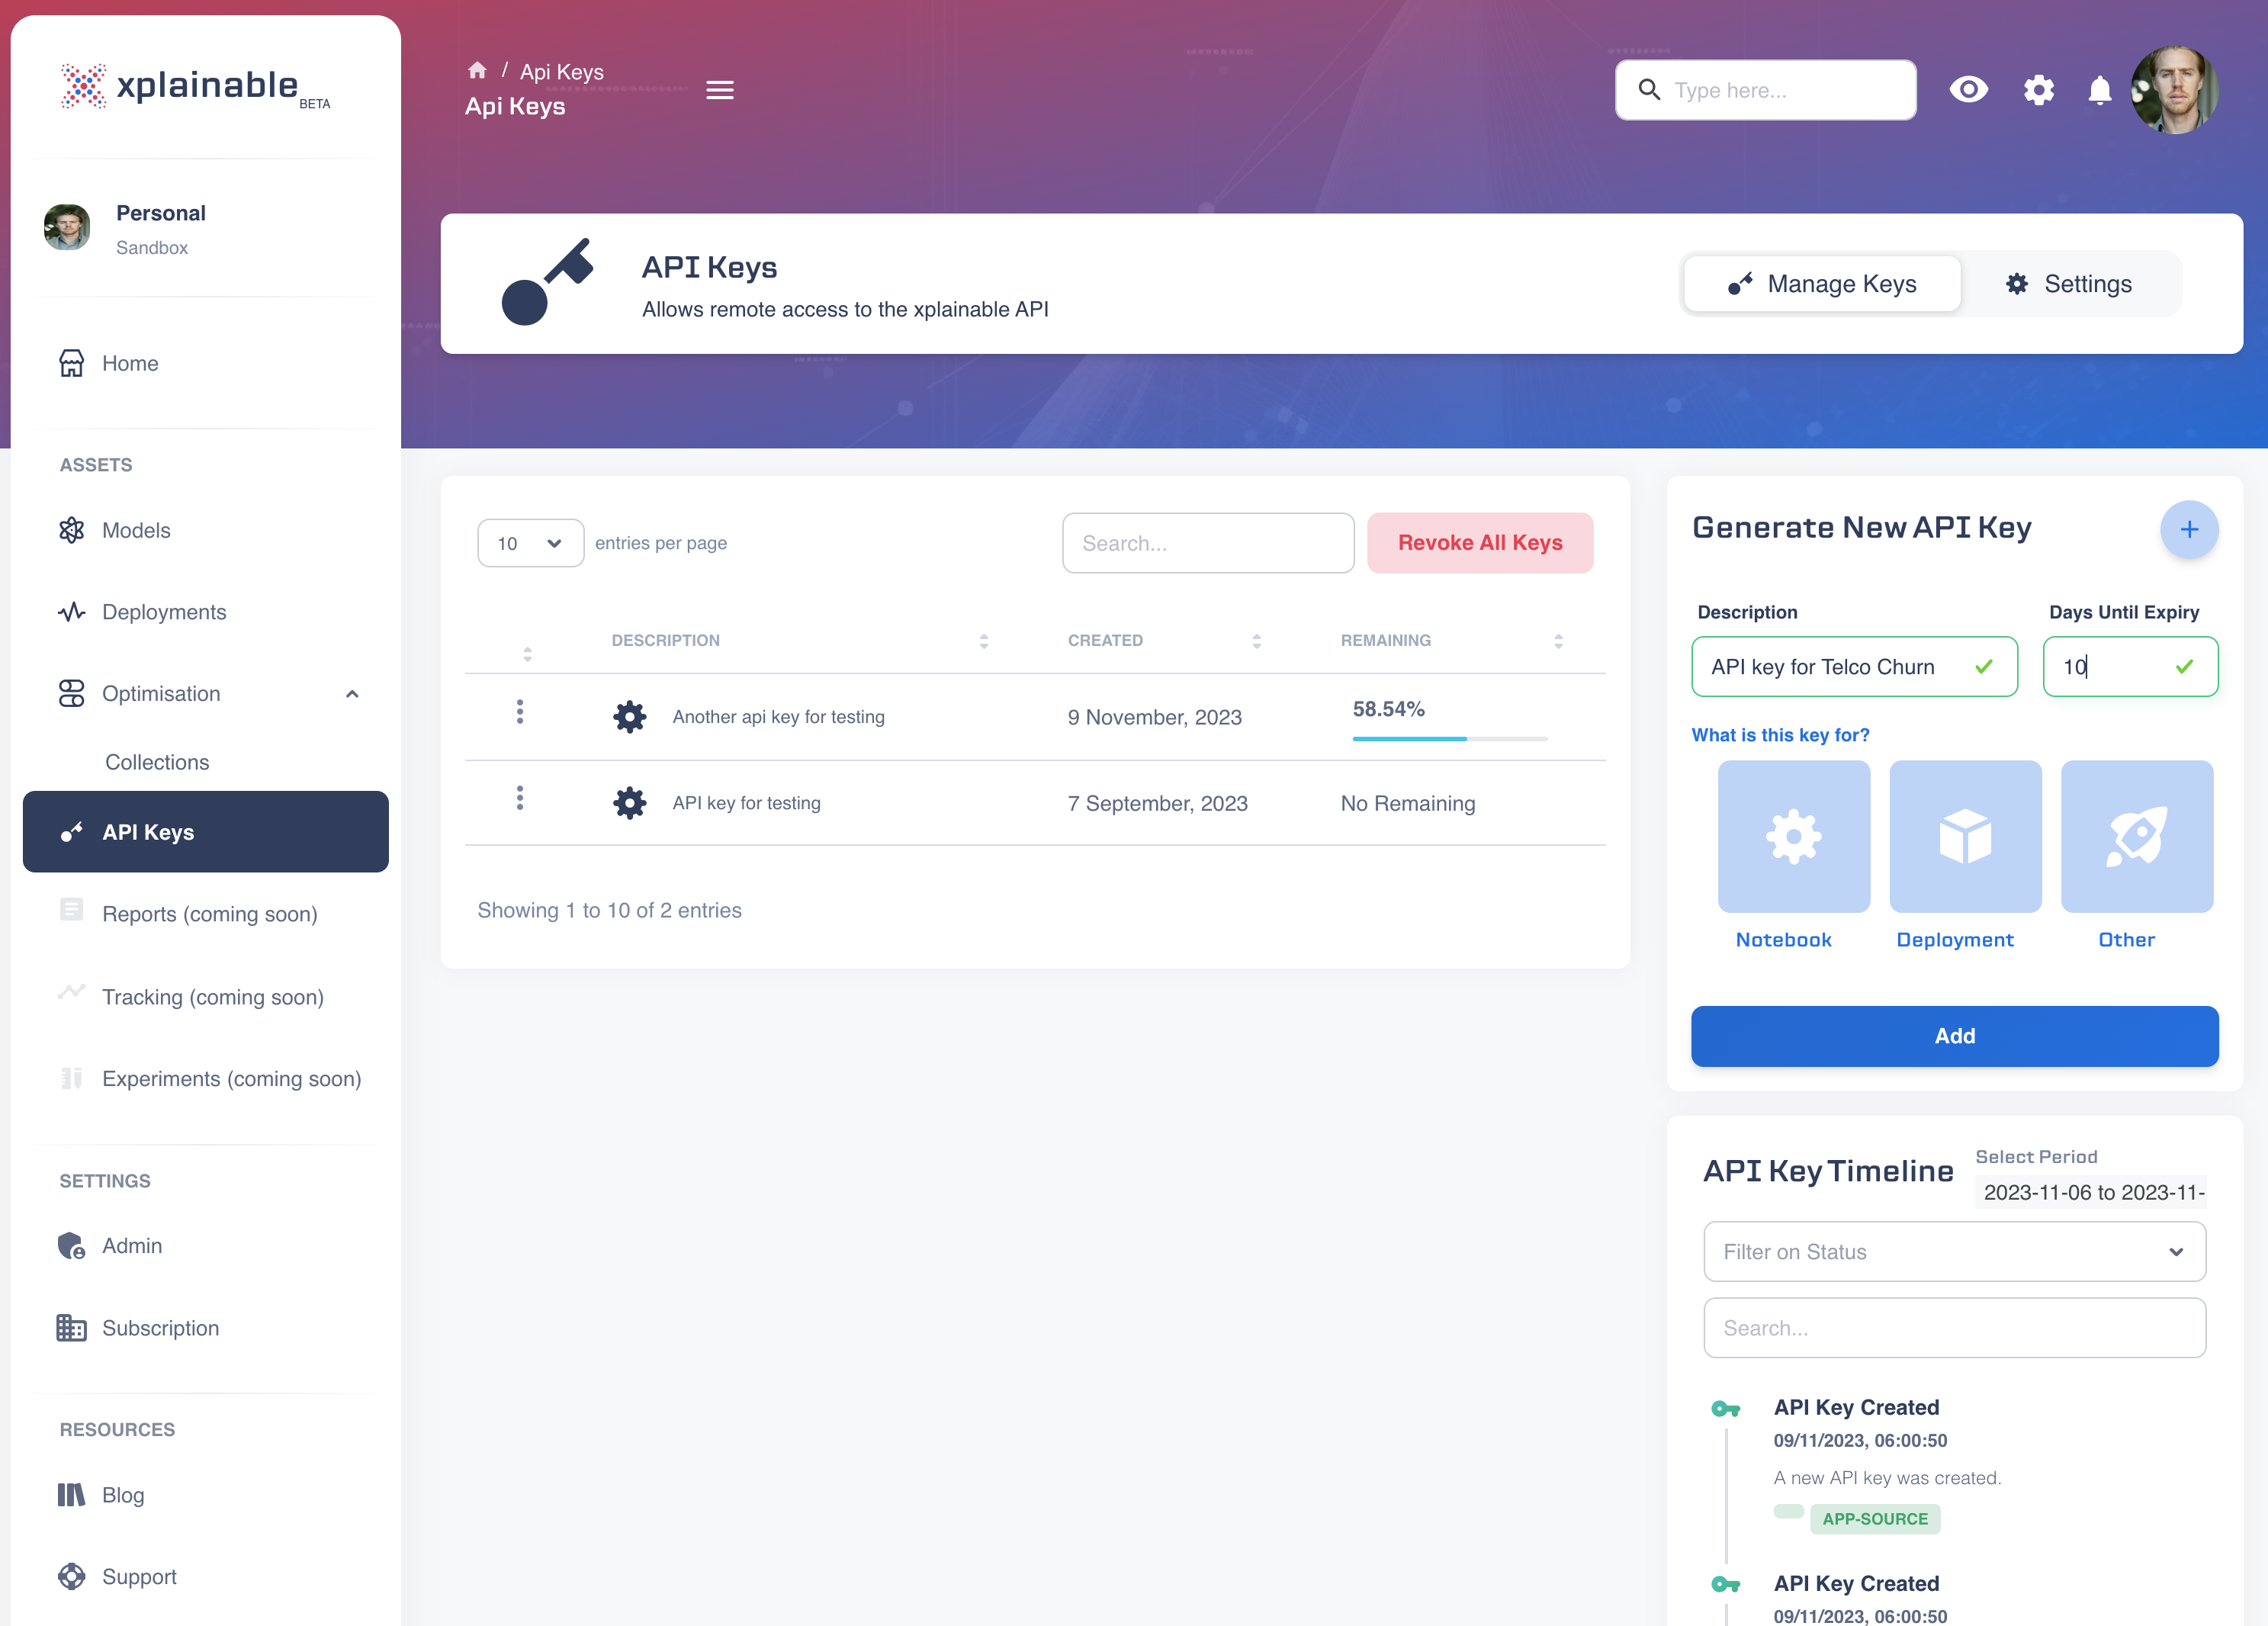 xplainable
BETA
Personal
Sandbox
Home
ASSETS
Models
Deployments
Optimisation
Collections
API Keys
Reports (coming soon)
Tracking (coming soon)
Experiments (coming soon)
SETTINGS
Admin
Subscription
RESOURCES
Blog
Support
/ Api Keys
Api Keys
Type here...
API Keys
Allows remote access to the xplainable API
Manage Keys
Settings
10 entries per page
Search...
Revoke All Keys
DESCRIPTION CREATED REMAINING
Another api key for testing 9 November, 2023 58.54%
API key for testing 7 September, 2023 No Remaining
Showing 1 to 10 of 2 entries
Generate New API Key
+
Description Days Until Expiry
API key for Telco Churn 10
What is this key for?
Notebook Deployment Other
Add
API Key Timeline
Select Period
2023-11-06 to 2023-11-
Filter on Status
Search...
API Key Created
09/11/2023, 06:00:50
A new API key was created.
APP-SOURCE
API Key Created
09/11/2023, 06:00:50